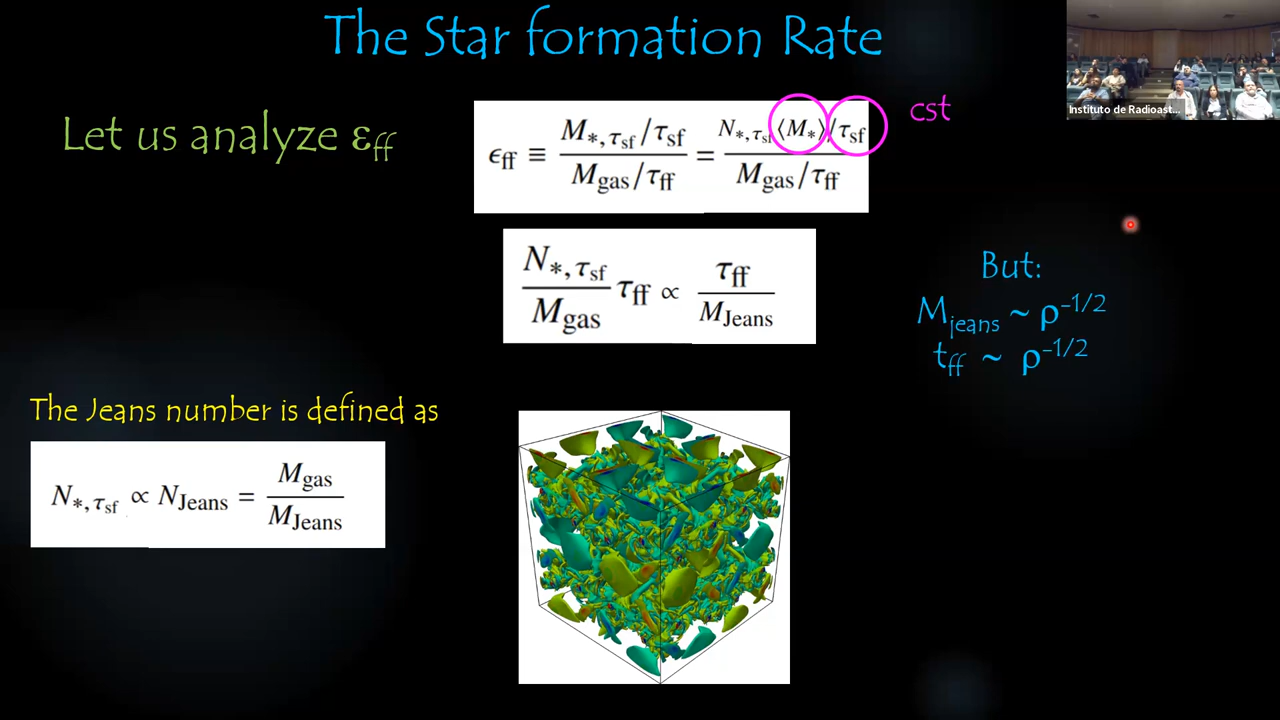 The Star formation Rate
Instituto de Radioast...
Let us analyze εff
ϵff ≡ M*,τsf/τsf / Mgas/τff = N*,τsf⟨M*⟩/τsf / Mgas/τff
cst
N*,τsf / Mgas τff ∝ τff / MJeans
But:
Mjeans ~ ρ-1/2
tff ~ ρ-1/2
The Jeans number is defined as
N*,τsf ∝ NJeans = Mgas / MJeans